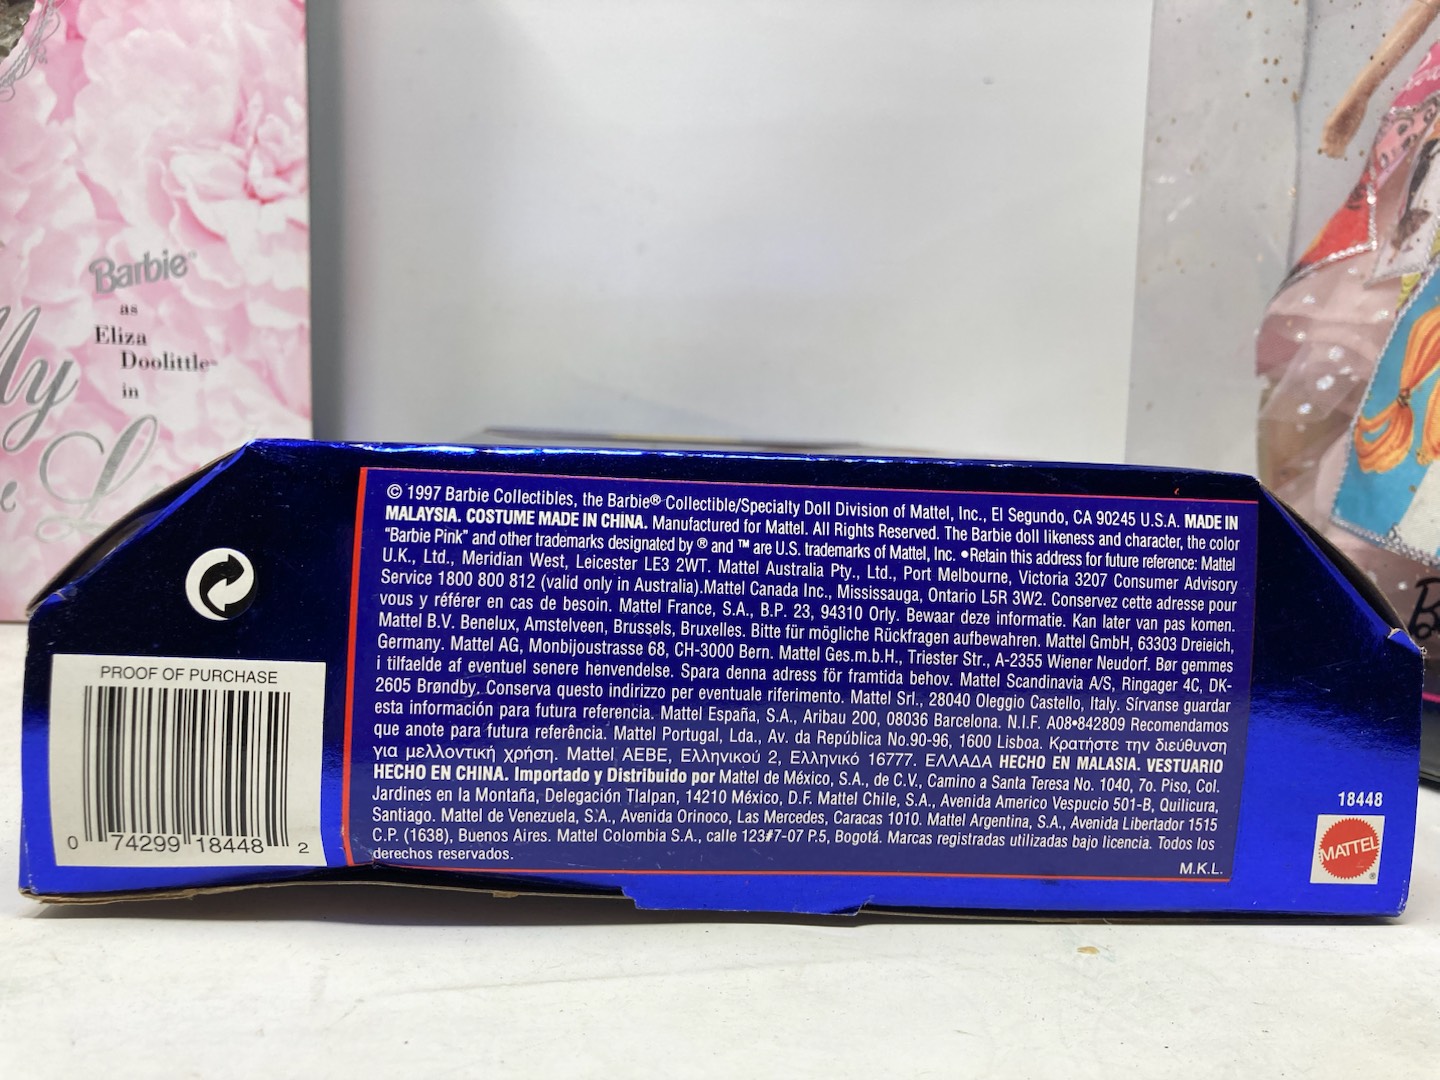 Barbie®
as
Eliza
Doolittle™
in
My
PROOF OF PURCHASE
0 74299 18448 2
© 1997 Barbie Collectibles, the Barbie® Collectible/Specialty Doll Division of Mattel, Inc., El Segundo, CA 90245 U.S.A. MADE IN
MALAYSIA. COSTUME MADE IN CHINA. Manufactured for Mattel. All Rights Reserved. The Barbie doll likeness and character, the color
"Barbie Pink" and other trademarks designated by ® and ™ are U.S. trademarks of Mattel, Inc. •Retain this address for future reference: Mattel
U.K., Ltd., Meridian West, Leicester LE3 2WT. Mattel Australia Pty., Ltd., Port Melbourne, Victoria 3207 Consumer Advisory
Service 1800 800 812 (valid only in Australia).Mattel Canada Inc., Mississauga, Ontario L5R 3W2. Conservez cette adresse pour
vous y référer en cas de besoin. Mattel France, S.A., B.P. 23, 94310 Orly. Bewaar deze informatie. Kan later van pas komen.
Mattel B.V. Benelux, Amstelveen, Brussels, Bruxelles. Bitte für mögliche Rückfragen aufbewahren. Mattel GmbH, 63303 Dreieich,
Germany. Mattel AG, Monbijoustrasse 68, CH-3000 Bern. Mattel Ges.m.b.H., Triester Str., A-2355 Wiener Neudorf. Bør gemmes
i tilfaelde af eventuel senere henvendelse. Spara denna adress för framtida behov. Mattel Scandinavia A/S, Ringager 4C, DK-
2605 Brøndby. Conserva questo indirizzo per eventuale riferimento. Mattel Srl., 28040 Oleggio Castello, Italy. Sírvanse guardar
esta información para futura referencia. Mattel España, S.A., Aribau 200, 08036 Barcelona. N.I.F. A08•842809 Recomendamos
que anote para futura referência. Mattel Portugal, Lda., Av. da República No.90-96, 1600 Lisboa. Κρατήστε την διεύθυνση
για μελλοντική χρήση. Mattel ΑΕΒΕ, Ελληνικού 2, Ελληνικό 16777. ΕΛΛΑΔΑ HECHO EN MALASIA. VESTUARIO
HECHO EN CHINA. Importado y Distribuido por Mattel de México, S.A., de C.V., Camino a Santa Teresa No. 1040, 7o. Piso, Col.
Jardines en la Montaña, Delegación Tlalpan, 14210 México, D.F. Mattel Chile, S.A., Avenida Americo Vespucio 501-B, Quilicura,
Santiago. Mattel de Venezuela, S.A., Avenida Orinoco, Las Mercedes, Caracas 1010. Mattel Argentina, S.A., Avenida Libertador 1515
C.P. (1638), Buenos Aires. Mattel Colombia S.A., calle 123#7-07 P.5, Bogotá. Marcas registradas utilizadas bajo licencia. Todos los
derechos reservados.
M.K.L.
18448
MATTEL®